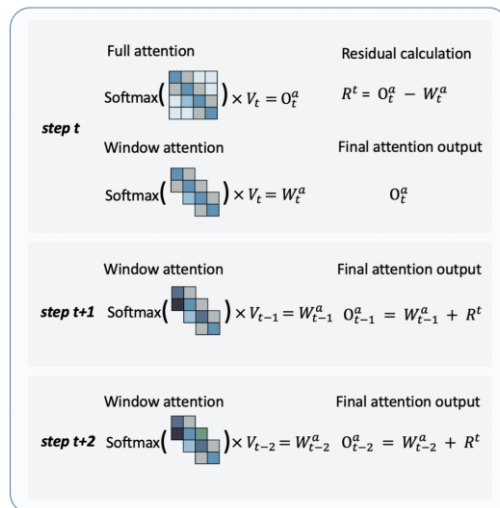 Full attention
Residual calculation
Softmax( ) × V_t = O_t^a
R^t = O_t^a − W_t^a
step t
Window attention
Final attention output
Softmax( ) × V_t = W_t^a
O_t^a
Window attention
Final attention output
step t+1 Softmax( ) × V_{t−1} = W_{t−1}^a O_{t−1}^a = W_{t−1}^a + R^t
Window attention
Final attention output
step t+2 Softmax( ) × V_{t−2} = W_{t−2}^a O_{t−2}^a = W_{t−2}^a + R^t